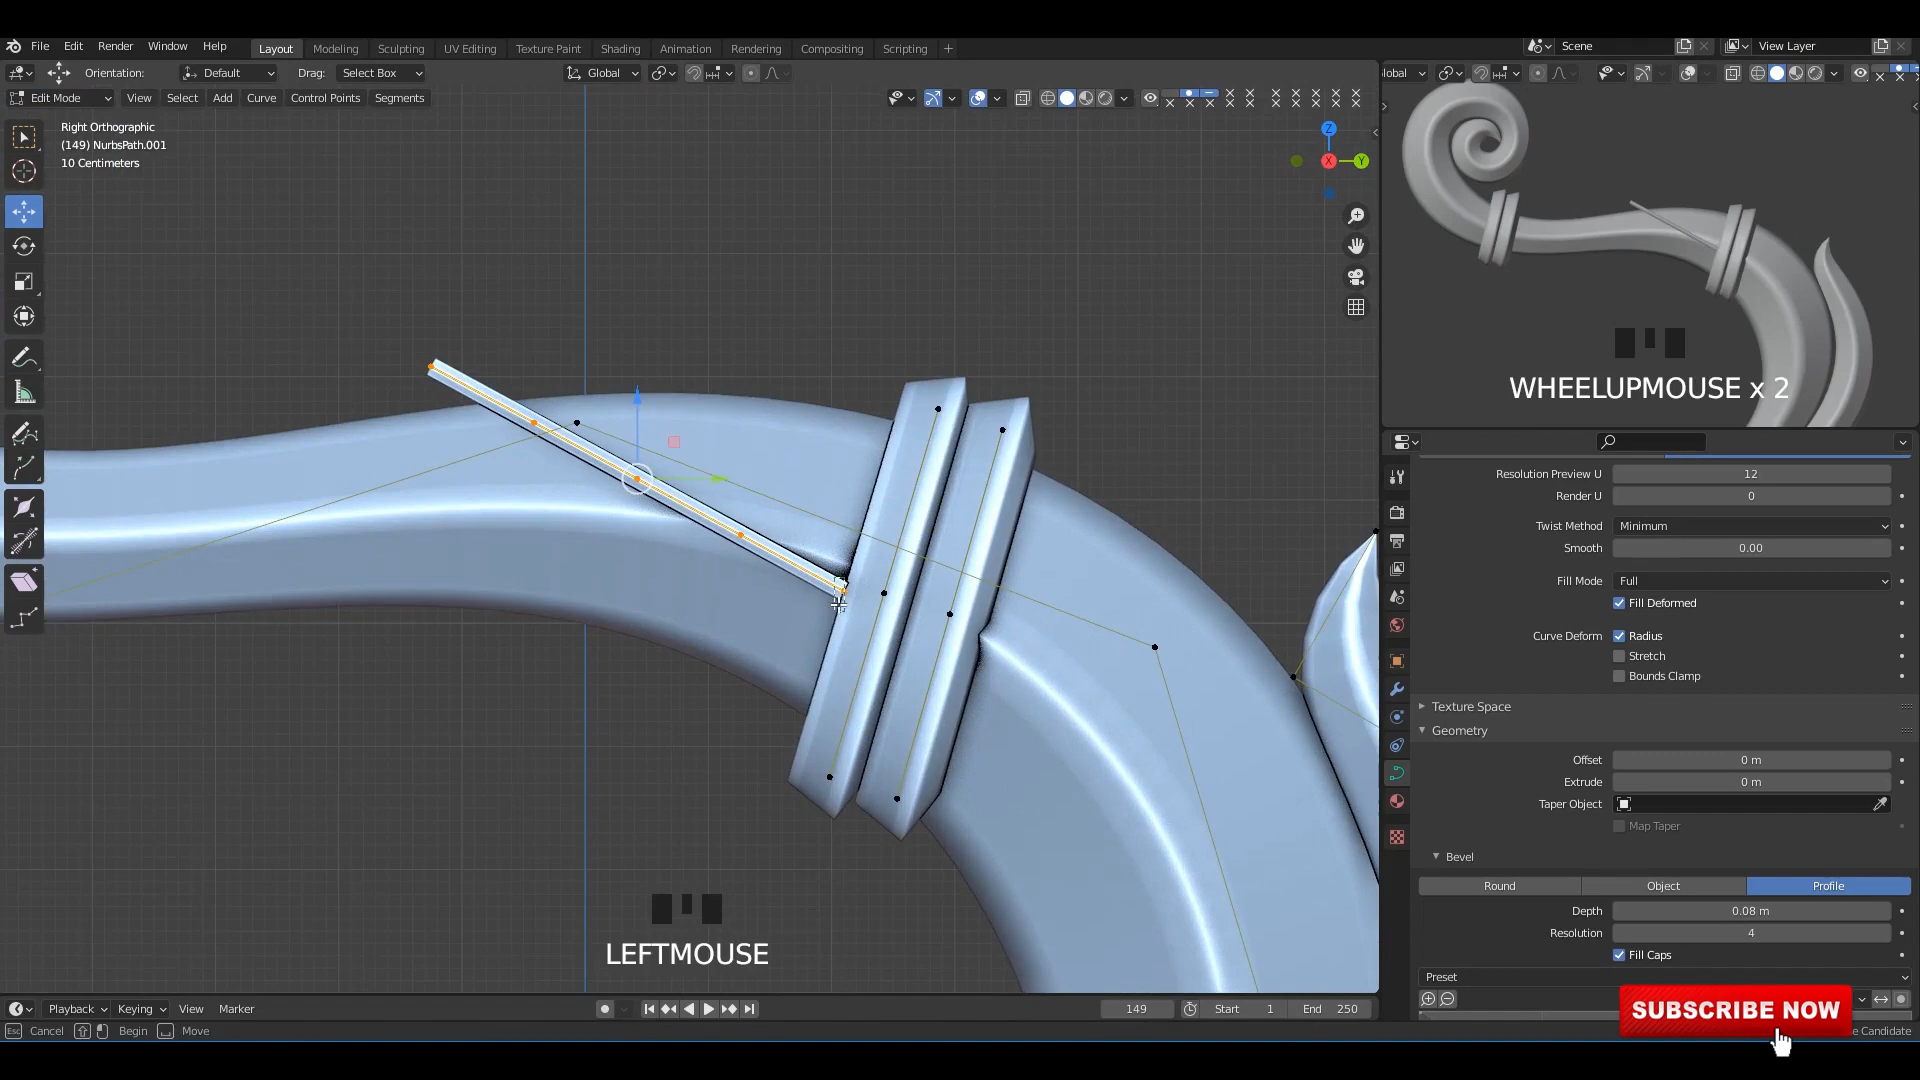 File Edit Render Window Help Layout Modeling Sculpting UV Editing Texture Paint Shading Animation Rendering Compositing Scripting + Scene View Layer
Orientation: Default Drag: Select Box Global lobal
Edit Mode View Select Add Curve Control Points Segments
Right Orthographic
(149) NurbsPath.001
10 Centimeters
Z
X Y
WHEELUPMOUSE x 2
Resolution Preview U 12
Render U 0
Twist Method Minimum
Smooth 0.00
Fill Mode Full
Fill Deformed
Curve Deform Radius
Stretch
Bounds Clamp
Texture Space
Geometry
Offset 0 m
Extrude 0 m
Taper Object
Map Taper
Bevel
Round Object Profile
Depth 0.08 m
Resolution 4
Fill Caps
Preset
LEFTMOUSE
SUBSCRIBE NOW
Playback Keying View Marker 149 Start 1 End 250
Esc Cancel Begin Move e Candidate